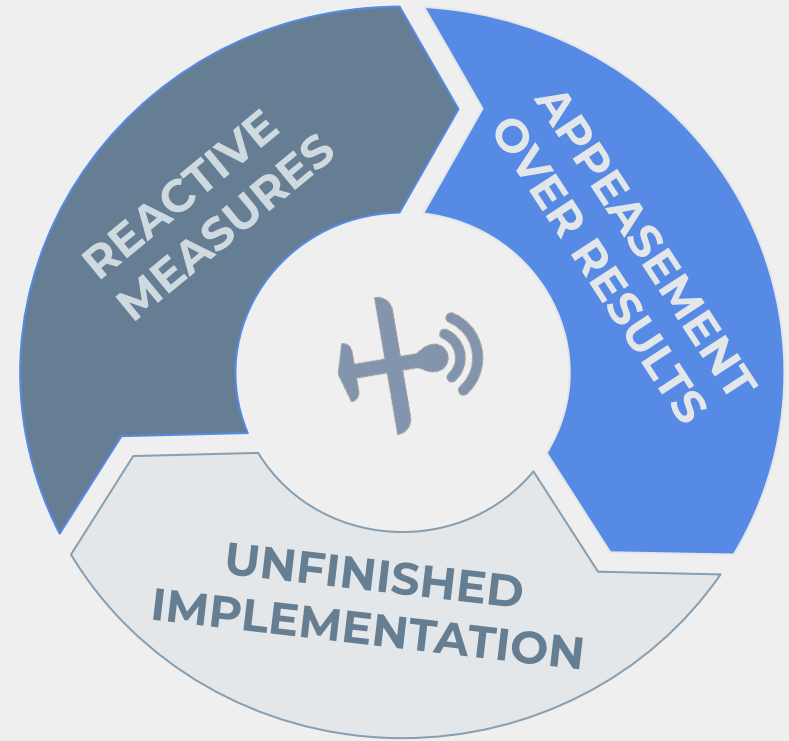 REACTIVE
MEASURES
APPEASEMENT
OVER RESULTS
UNFINISHED
IMPLEMENTATION